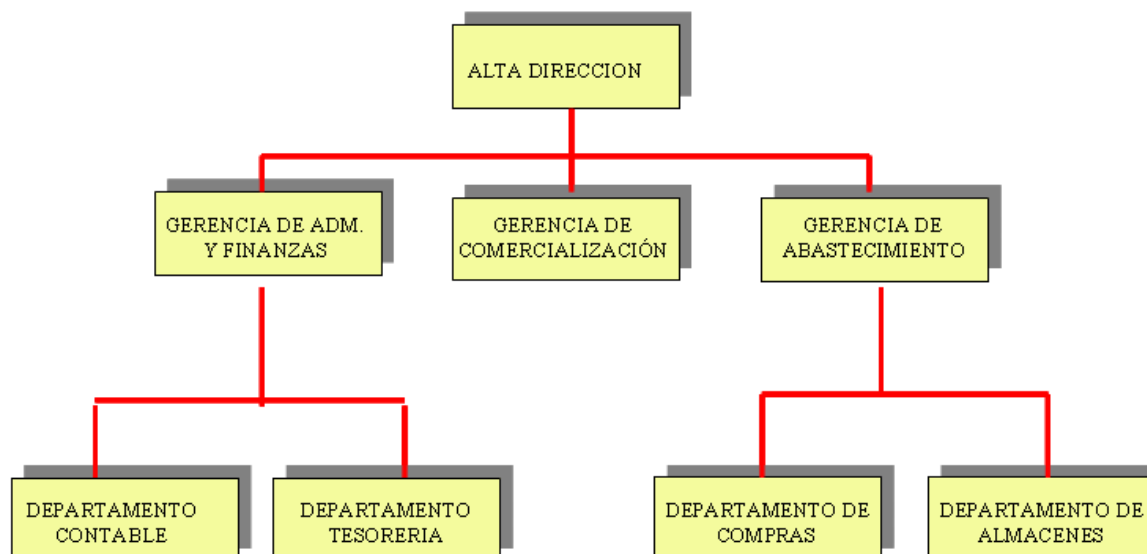 ALTA DIRECCION
GERENCIA DE ADM.
Y FINANZAS
GERENCIA DE
COMERCIALIZACIÓN
GERENCIA DE
ABASTECIMIENTO
DEPARTAMENTO
CONTABLE
DEPARTAMENTO
TESORERIA
DEPARTAMENTO DE
COMPRAS
DEPARTAMENTO DE
ALMACENES